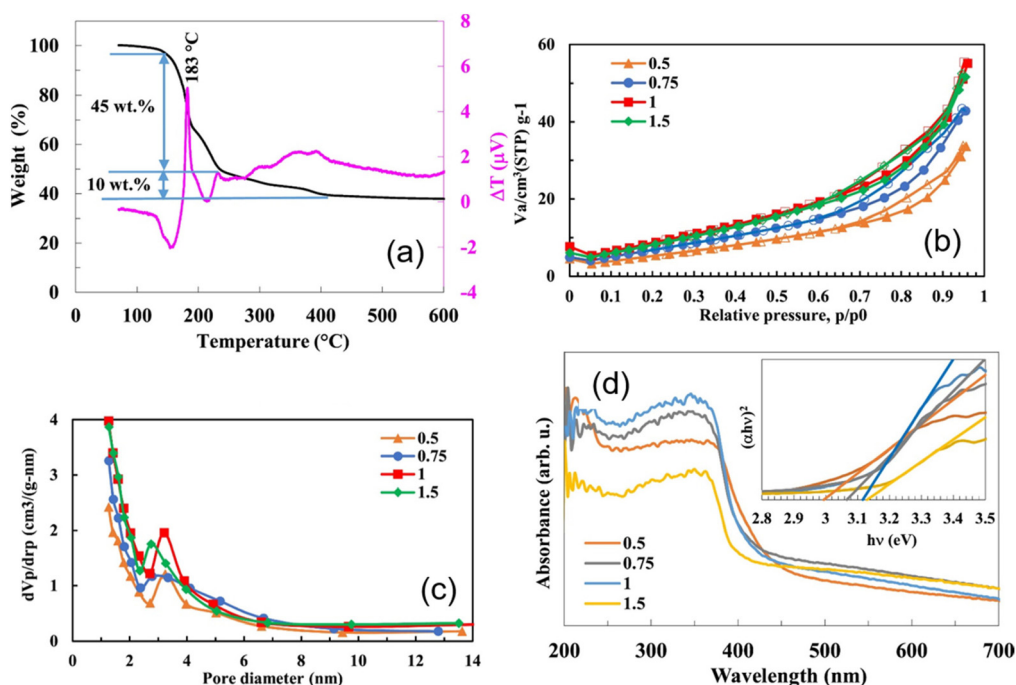 (a)
Weight (%)
100
80
60
40
20
0
45 wt.%
10 wt.%
183 °C
8
6
4
2
0
-2
-4
ΔT (µV)
0 100 200 300 400 500 600
Temperature (°C)
(b)
Va/cm³(STP) g-1
60
40
20
0
0.5
0.75
1
1.5
0 0.1 0.2 0.3 0.4 0.5 0.6 0.7 0.8 0.9 1
Relative pressure, p/p0
(c)
dVp/drp (cm3/(g-nm)
4
3
2
1
0
0.5
0.75
1
1.5
0 2 4 6 8 10 12 14
Pore diameter (nm)
(d)
Absorbance (arb. u.)
0.5
0.75
1
1.5
200 300 400 500 600 700
Wavelength (nm)
(αhν)²
2.8 2.9 3 3.1 3.2 3.3 3.4 3.5
hν (eV)